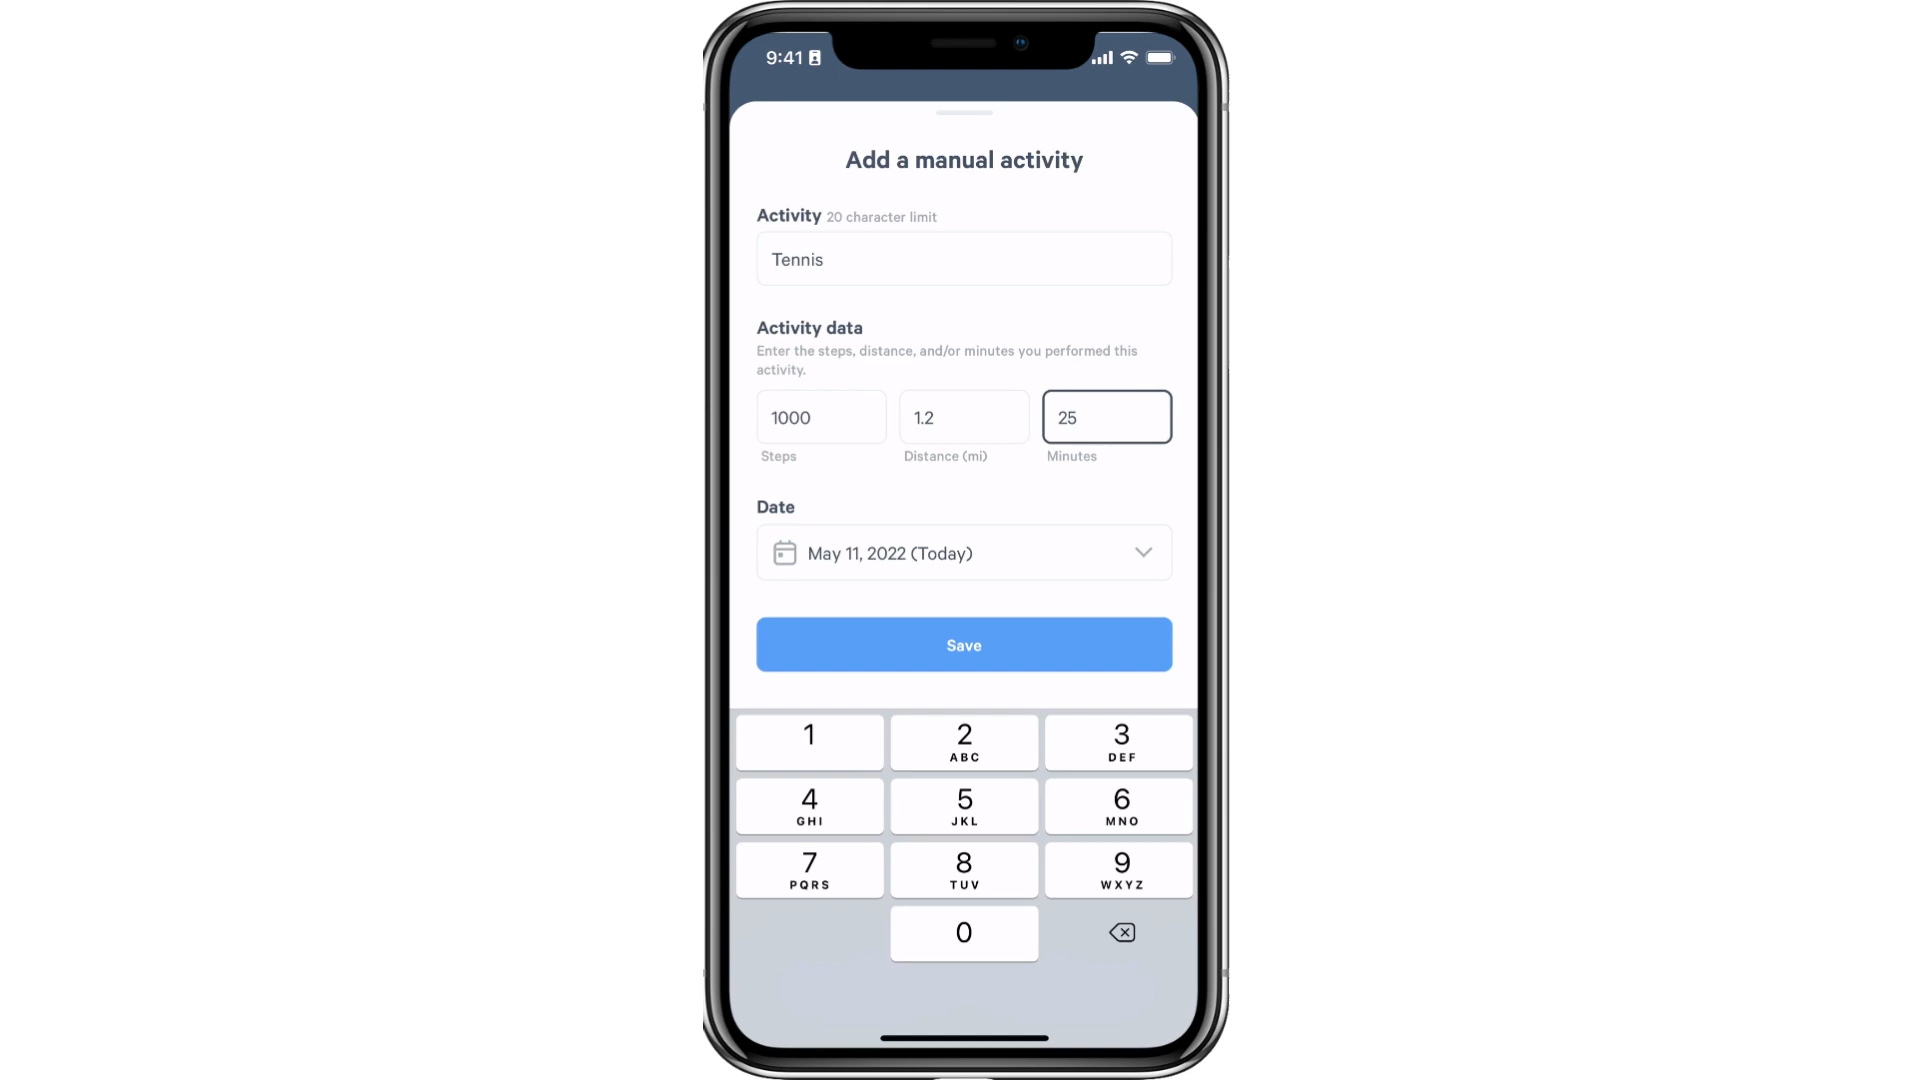 9:41
Add a manual activity
Activity 20 character limit
Tennis
Activity data
Enter the steps, distance, and/or minutes you performed this
activity.
1000 1.2 25
Steps Distance (mi) Minutes
Date
May 11, 2022 (Today)
Save
1 2 3
ABC DEF
4 5 6
GHI JKL MNO
7 8 9
PQRS TUV WXYZ
0